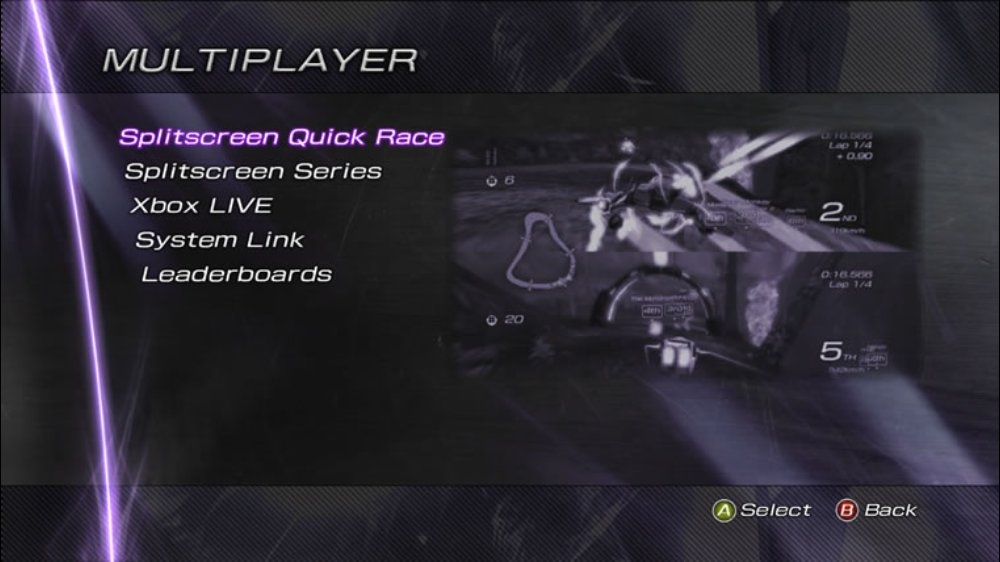 MULTIPLAYER
Splitscreen Quick Race
Splitscreen Series
Xbox LIVE
System Link
Leaderboards
0:16.566
Lap 1/4
+ 0.90
6
2ND
0:16.566
Lap 1/4
20
5TH
A Select B Back